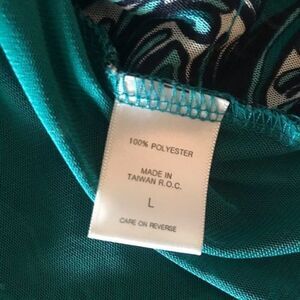 100% POLYESTER
MADE IN
TAIWAN R.O.C.
L
CARE ON REVERSE